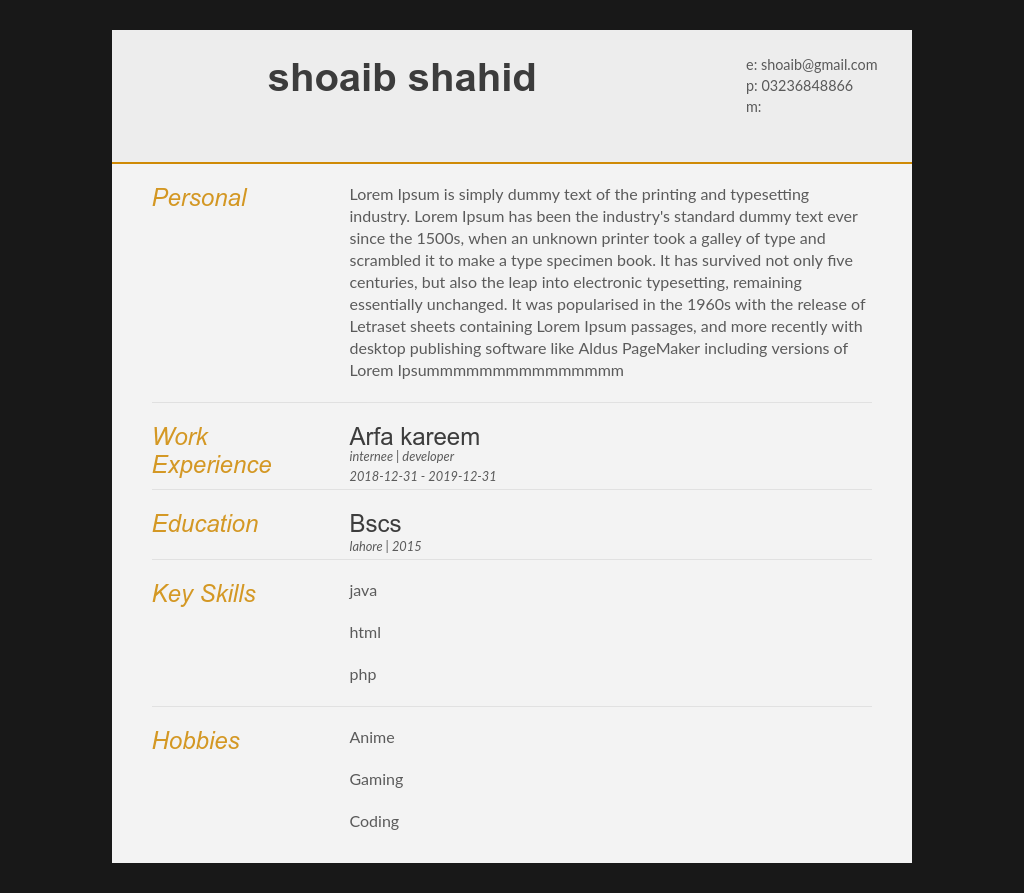 shoaib shahid
e: shoaib@gmail.com
p: 03236848866
m:
Personal
Lorem Ipsum is simply dummy text of the printing and typesetting
industry. Lorem Ipsum has been the industry's standard dummy text ever
since the 1500s, when an unknown printer took a galley of type and
scrambled it to make a type specimen book. It has survived not only five
centuries, but also the leap into electronic typesetting, remaining
essentially unchanged. It was popularised in the 1960s with the release of
Letraset sheets containing Lorem Ipsum passages, and more recently with
desktop publishing software like Aldus PageMaker including versions of
Lorem Ipsummmmmmmmmmmmmmm
Work
Experience
Arfa kareem
internee | developer
2018-12-31 - 2019-12-31
Education
Bscs
lahore | 2015
Key Skills
java
html
php
Hobbies
Anime
Gaming
Coding